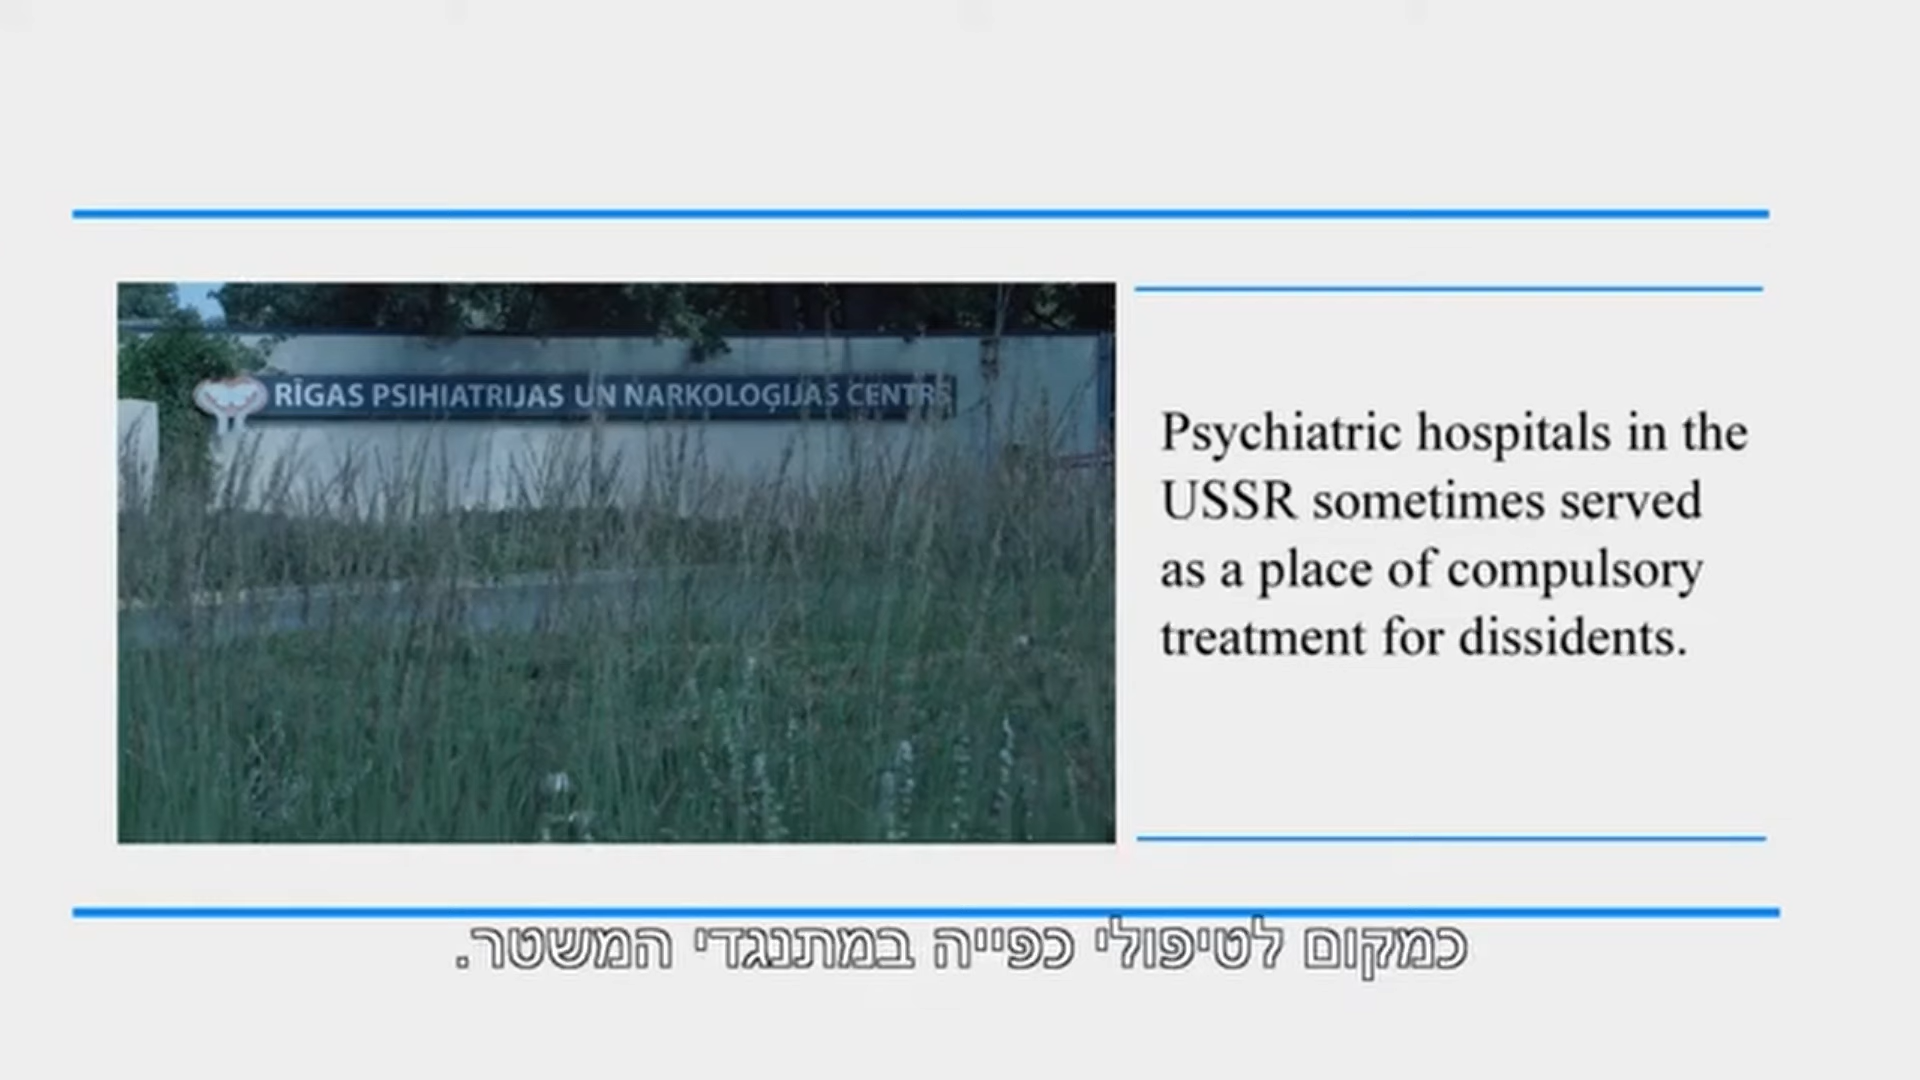 RĪGAS PSIHIATRIJAS UN NARKOLOĢIJAS CENTRS
Psychiatric hospitals in the
USSR sometimes served
as a place of compulsory
treatment for dissidents.
כמקום לטיפולי כפייה במתנגדי המשטר.